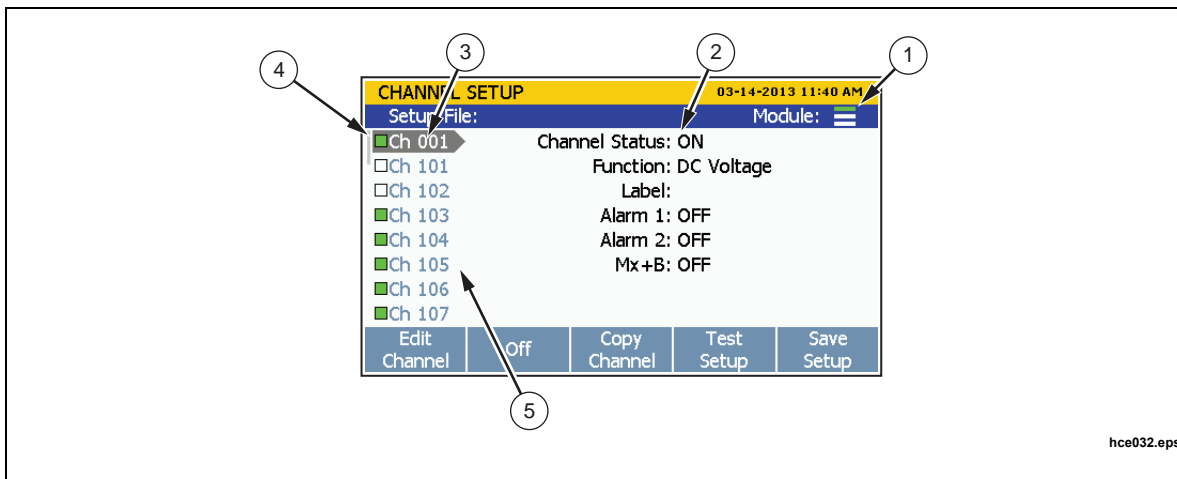 4
3
2
1
CHANNEL SETUP 03-14-2013 11:40 AM
Setup File: Module:
Ch 001 Channel Status: ON
Ch 101 Function: DC Voltage
Ch 102 Label:
Ch 103 Alarm 1: OFF
Ch 104 Alarm 2: OFF
Ch 105 Mx+B: OFF
Ch 106
Ch 107
Edit Channel Off Copy Channel Test Setup Save Setup
5
hce032.eps